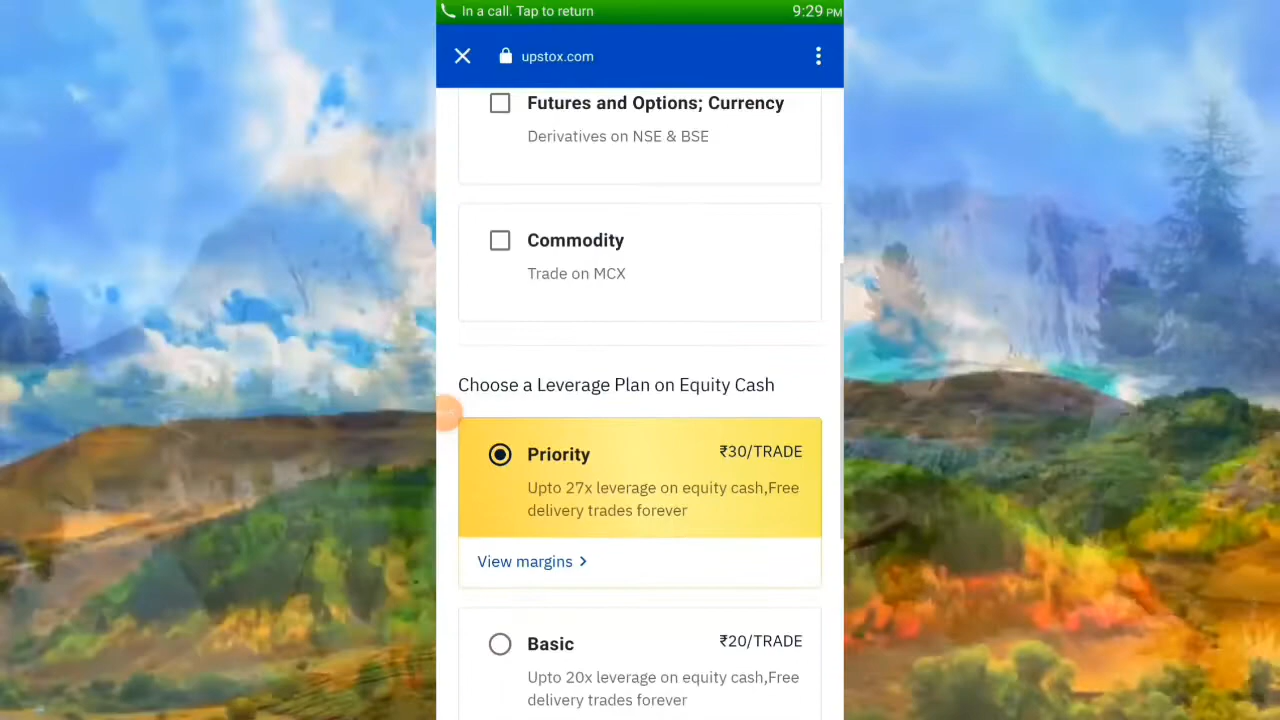 In a call. Tap to return
9:29 PM
upstox.com
Futures and Options; Currency
Derivatives on NSE & BSE
Commodity
Trade on MCX
Choose a Leverage Plan on Equity Cash
Priority
₹30/TRADE
Upto 27x leverage on equity cash,Free
delivery trades forever
View margins >
Basic
₹20/TRADE
Upto 20x leverage on equity cash,Free
delivery trades forever